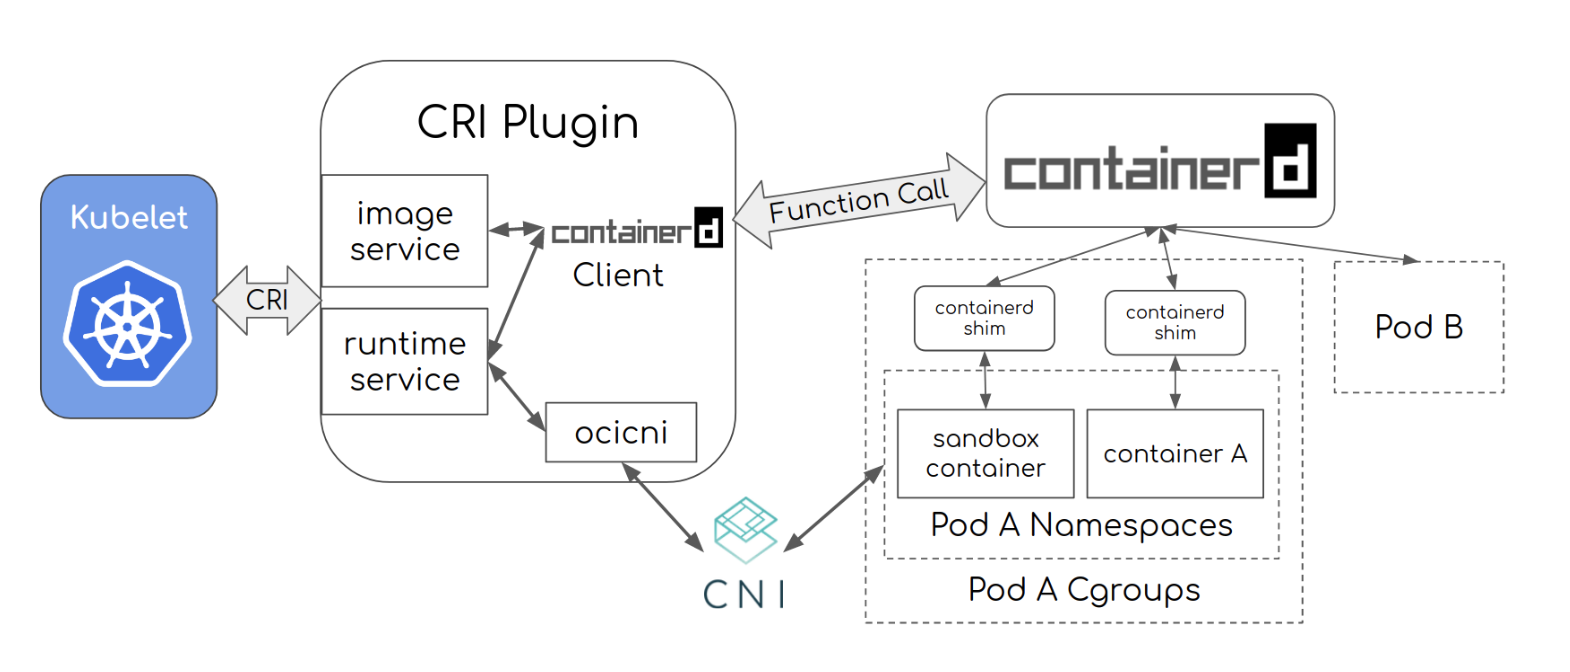 Kubelet
CRI
CRI Plugin
image
service
runtime
service
containerd
Client
ocicni
Function Call
containerd
containerd
shim
containerd
shim
sandbox
container
container A
Pod A Namespaces
Pod A Cgroups
Pod B
CNI